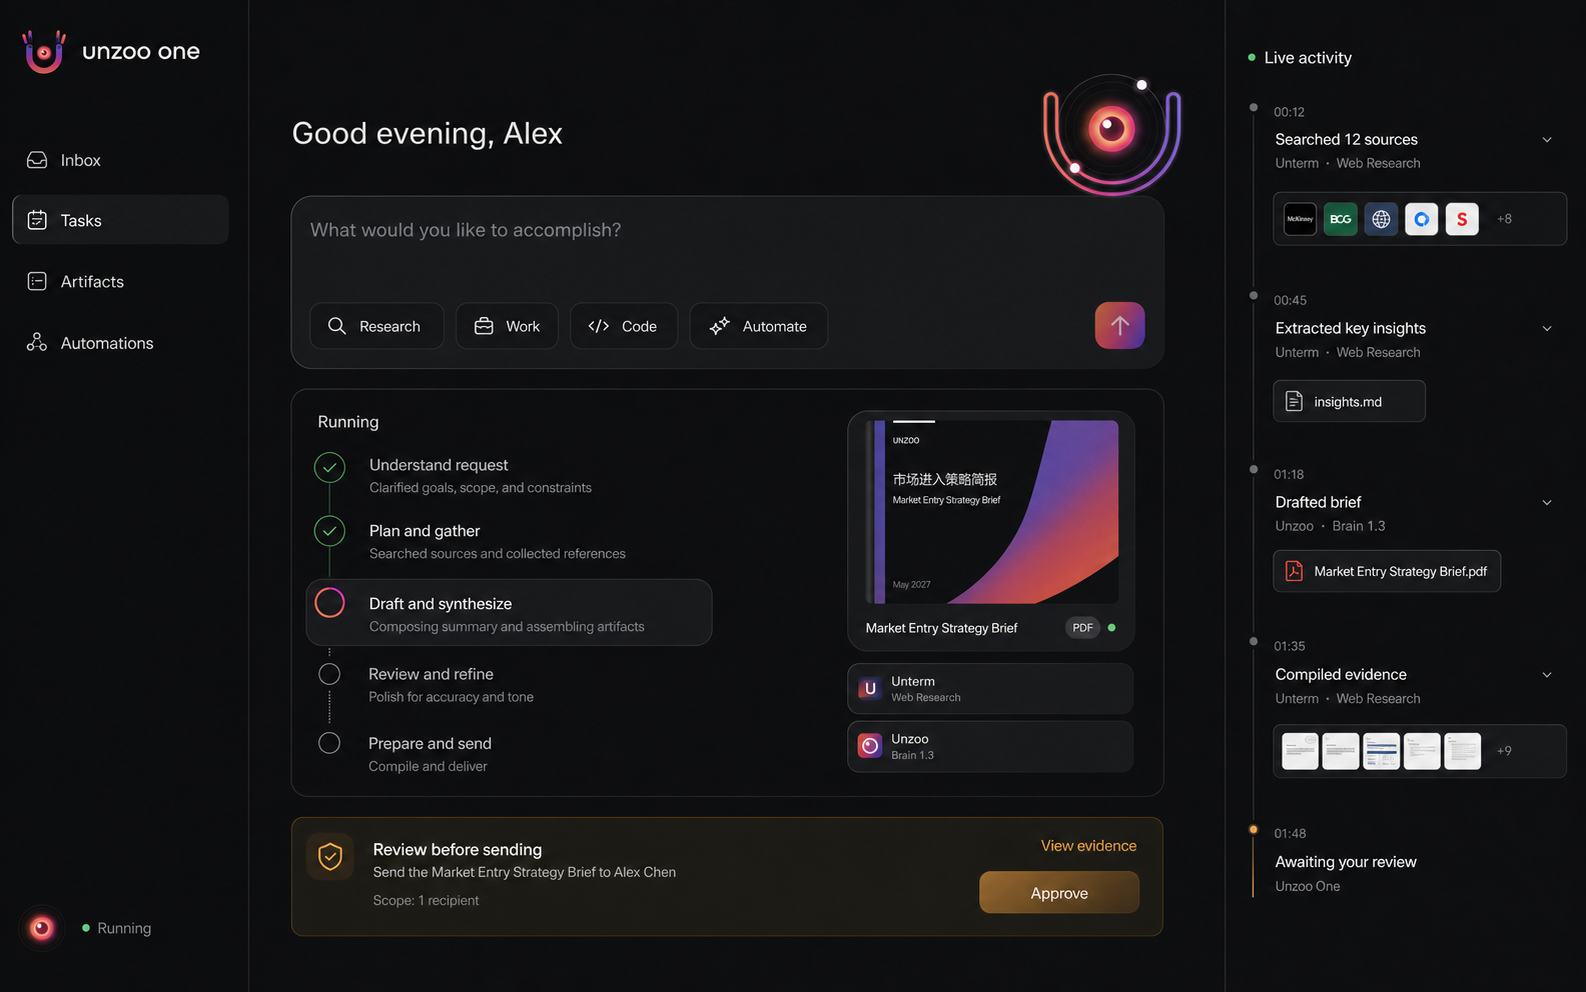 unzoo one
Inbox
Tasks
Artifacts
Automations
Running
Good evening, Alex
What would you like to accomplish?
Research
Work
Code
Automate
Running
Understand request
Clarified goals, scope, and constraints
Plan and gather
Searched sources and collected references
Draft and synthesize
Composing summary and assembling artifacts
Review and refine
Polish for accuracy and tone
Prepare and send
Compile and deliver
UNZOO
市场进入策略简报
Market Entry Strategy Brief
May 2027
Market Entry Strategy Brief
PDF
U
Unterm
Web Research
Unzoo
Brain 1.3
Review before sending
Send the Market Entry Strategy Brief to Alex Chen
Scope: 1 recipient
View evidence
Approve
Live activity
00:12
Searched 12 sources
Unterm • Web Research
McKinsey
BCG
S
+8
00:45
Extracted key insights
Unterm • Web Research
insights.md
01:18
Drafted brief
Unzoo • Brain 1.3
Market Entry Strategy Brief.pdf
01:35
Compiled evidence
Unterm • Web Research
+9
01:48
Awaiting your review
Unzoo One